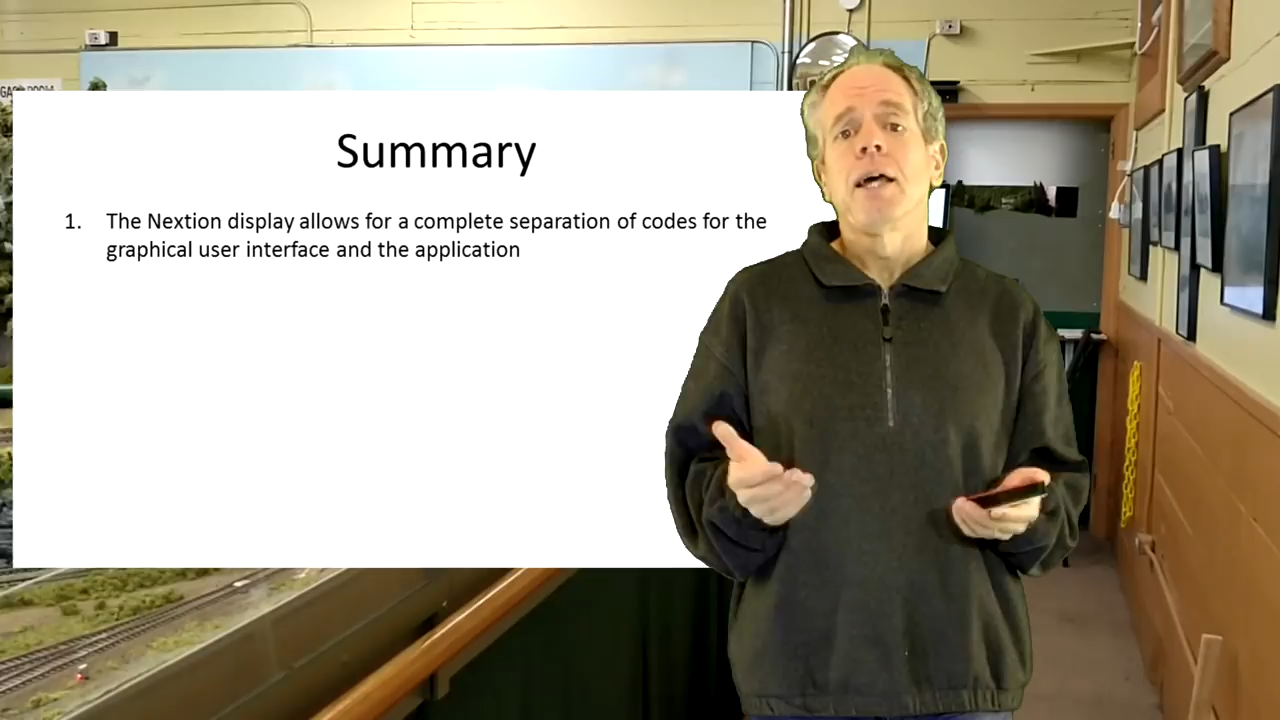 Summary
1. The Nextion display allows for a complete separation of codes for the
graphical user interface and the application